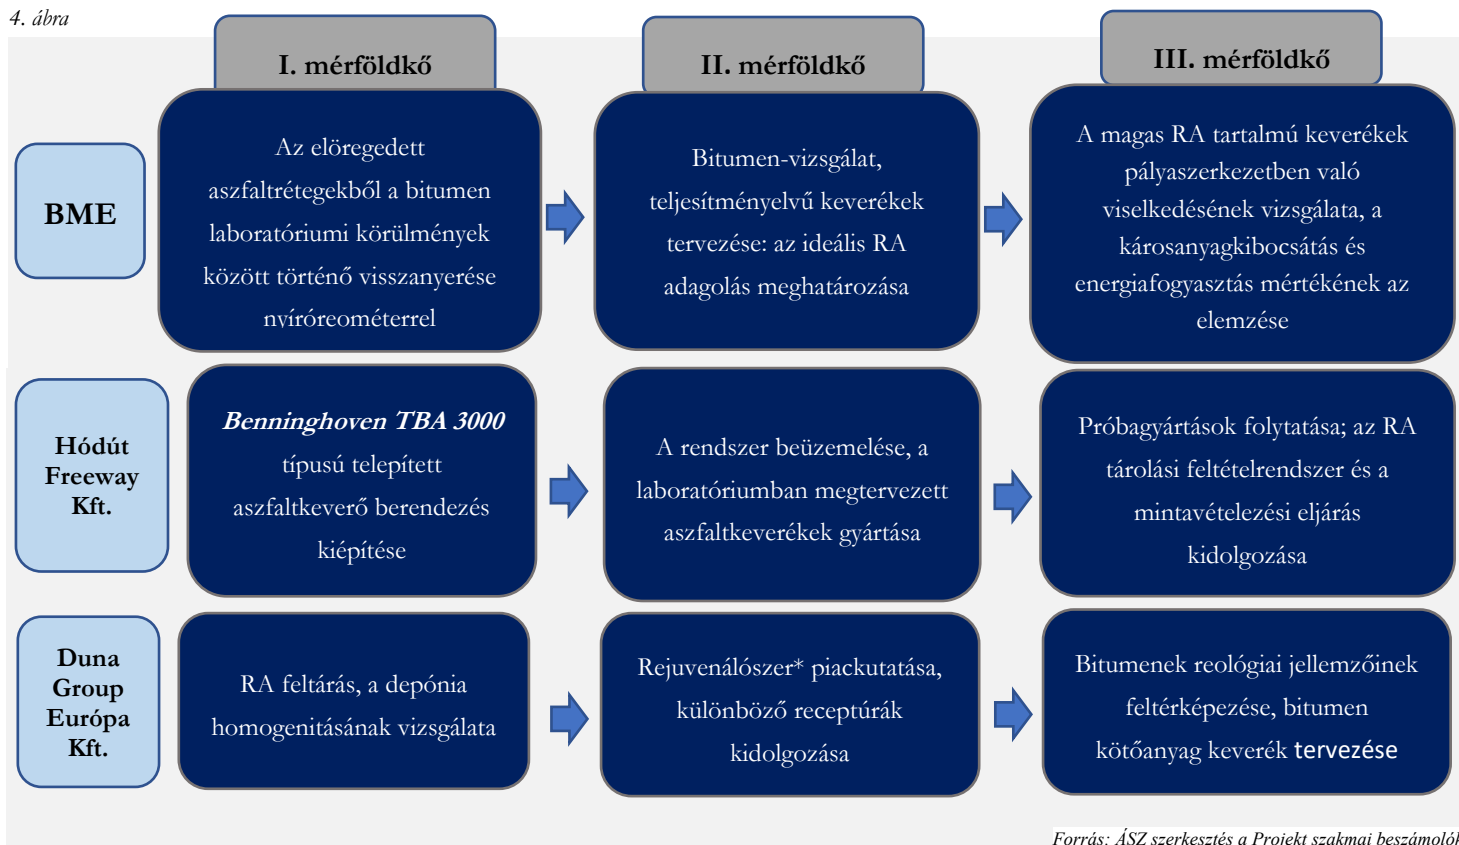 4. ábra
I. mérföldkő
II. mérföldkő
III. mérföldkő
BME
Az elöregedett
aszfaltrétegekből a bitumen
laboratóriumi körülmények
között történő visszanyerése
nyíróreométerrel
Bitumen-vizsgálat,
teljesítményelvű keverékek
tervezése: az ideális RA
adagolás meghatározása
A magas RA tartalmú keverékek
pályaszerkezetben való
viselkedésének vizsgálata, a
károsanyagkibocsátás és
energiafogyasztás mértékének az
elemzése
Hódút
Freeway
Kft.
Benninghoven TBA 3000
típusú telepített
aszfaltkeverő berendezés
kiépítése
A rendszer beüzemelése, a
laboratóriumban megtervezett
aszfaltkeverékek gyártása
Próbagyártások folytatása; az RA
tárolási feltételrendszer és a
mintavételezési eljárás
kidolgozása
Duna
Group
Európa
Kft.
RA feltárás, a depónia
homogenitásának vizsgálata
Rejuvenálószer* piackutatása,
különböző receptúrák
kidolgozása
Bitumenek reológiai jellemzőinek
feltérképezése, bitumen
kötőanyag keverék tervezése
Forrás: ÁSZ szerkesztés a Projekt szakmai beszámolók